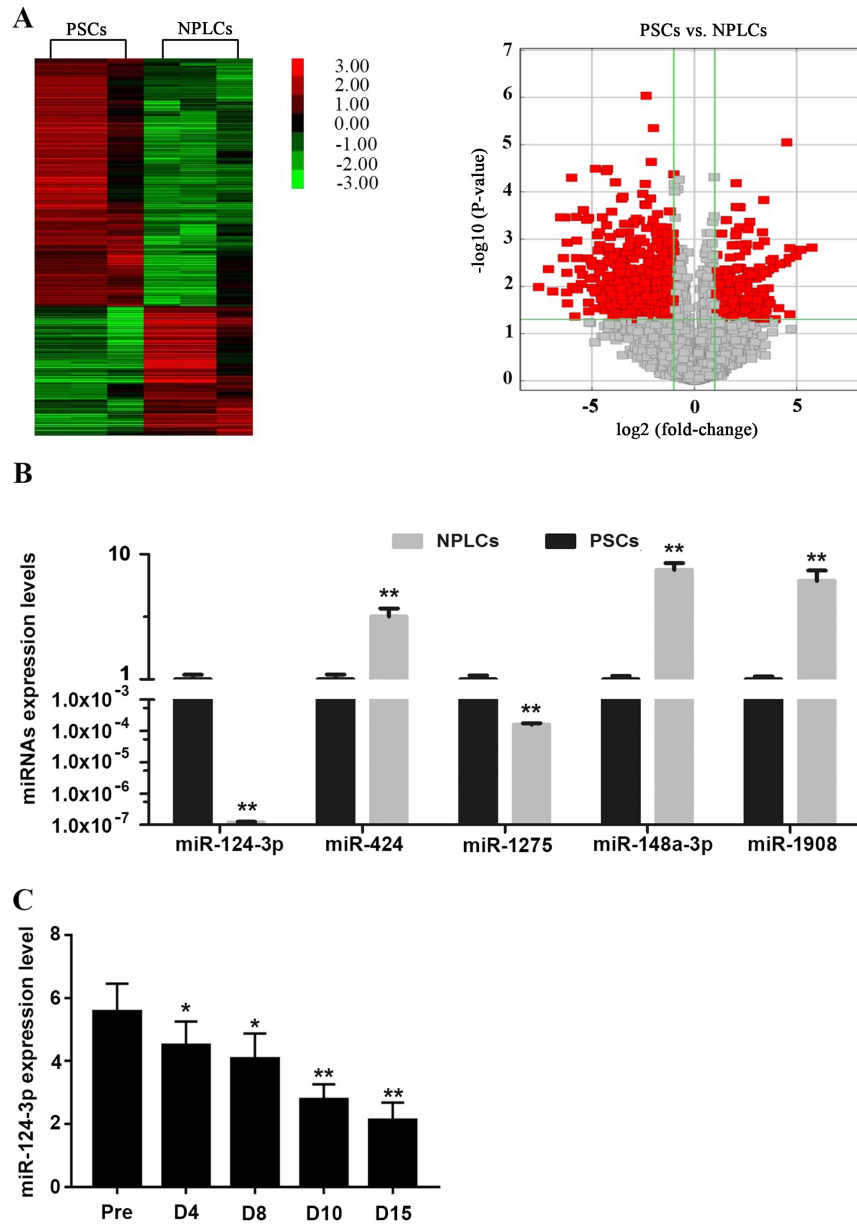 A
PSCs NPLCs
3.00
2.00
1.00
0.00
-1.00
-2.00
-3.00
PSCs vs. NPLCs
7
6
5
4
3
2
1
0
-log10 (P-value)
-5 0 5
log2 (fold-change)
B
NPLCs PSCs
miRNAs expression levels
10
1
1.0x10-3
1.0x10-4
1.0x10-5
1.0x10-6
1.0x10-7
** ** ** ** **
miR-124-3p miR-424 miR-1275 miR-148a-3p miR-1908
C
miR-124-3p expression level
8
6
4
2
0
* * ** **
Pre D4 D8 D10 D15